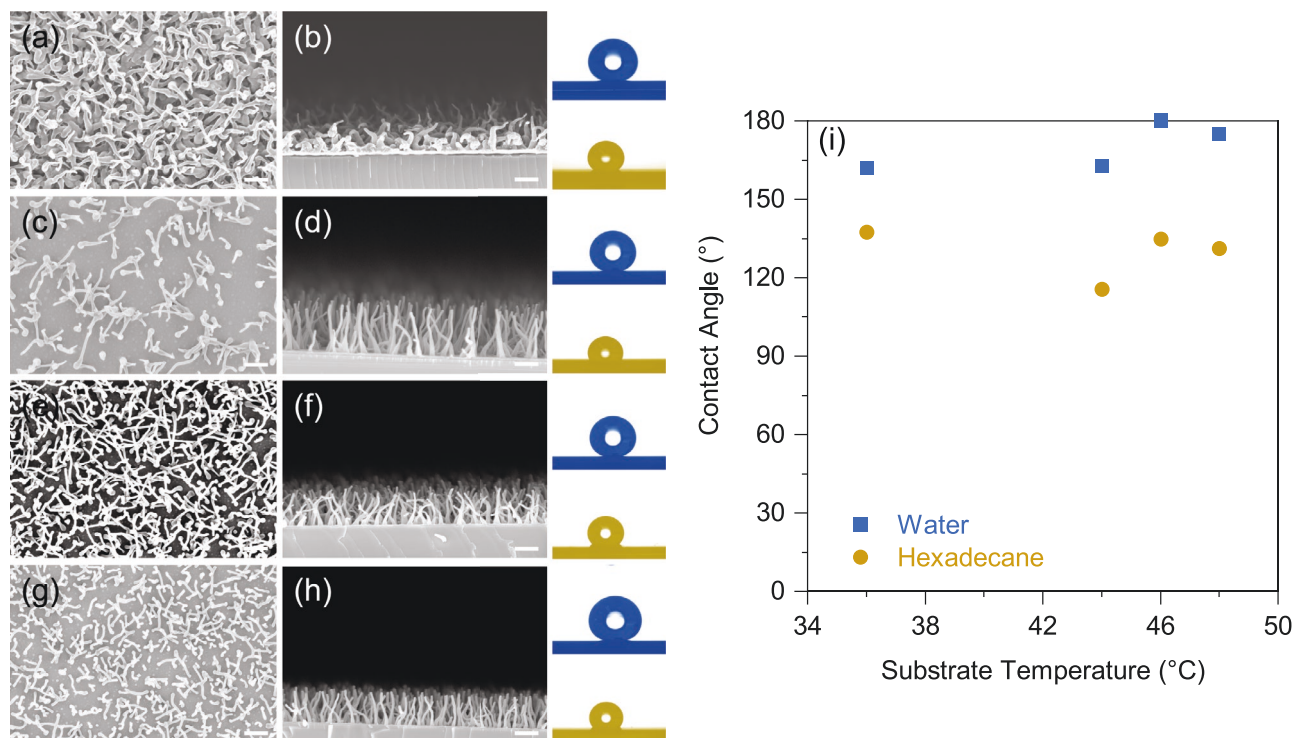 (a)
(b)
(c)
(d)
(e)
(f)
(g)
(h)
(i)
180
150
120
90
60
30
0
Contact Angle (°)
Water
Hexadecane
34
38
42
46
50
Substrate Temperature (°C)